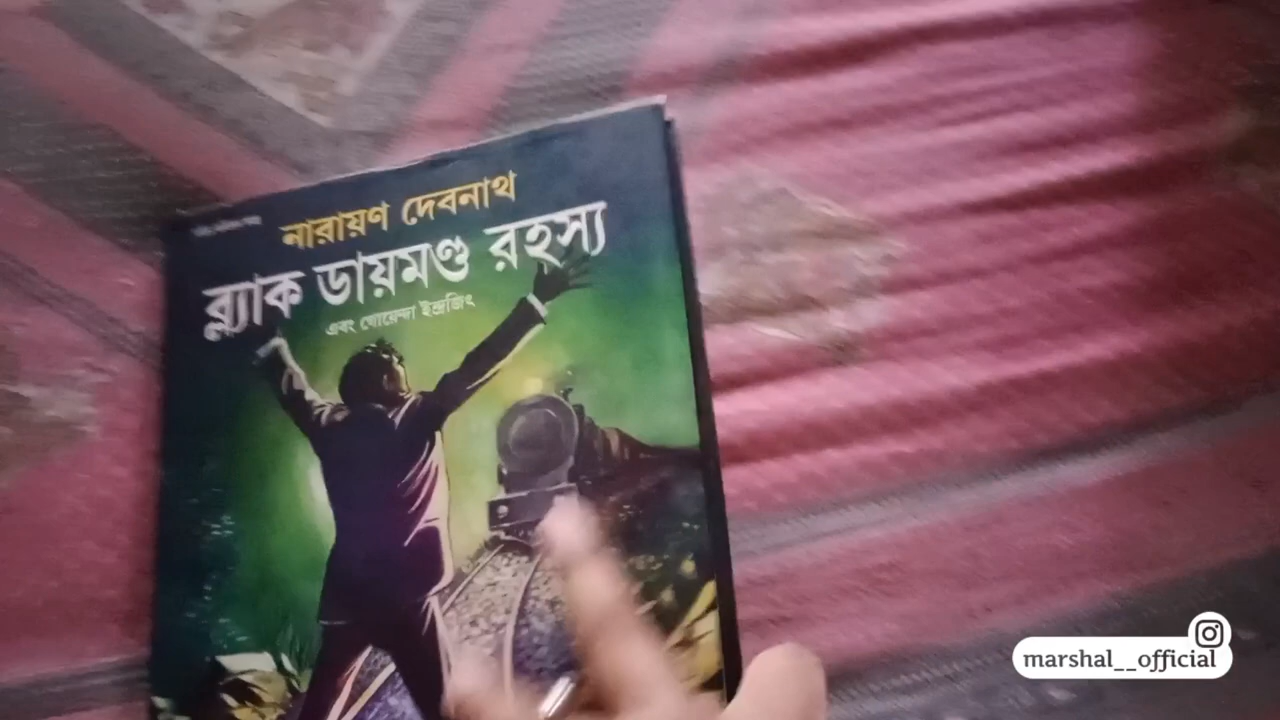 নারায়ণ দেবনাথ
ব্ল্যাক ডায়মণ্ড রহস্য
এবং গোয়েন্দা ইন্দ্রজিৎ
marshal__official